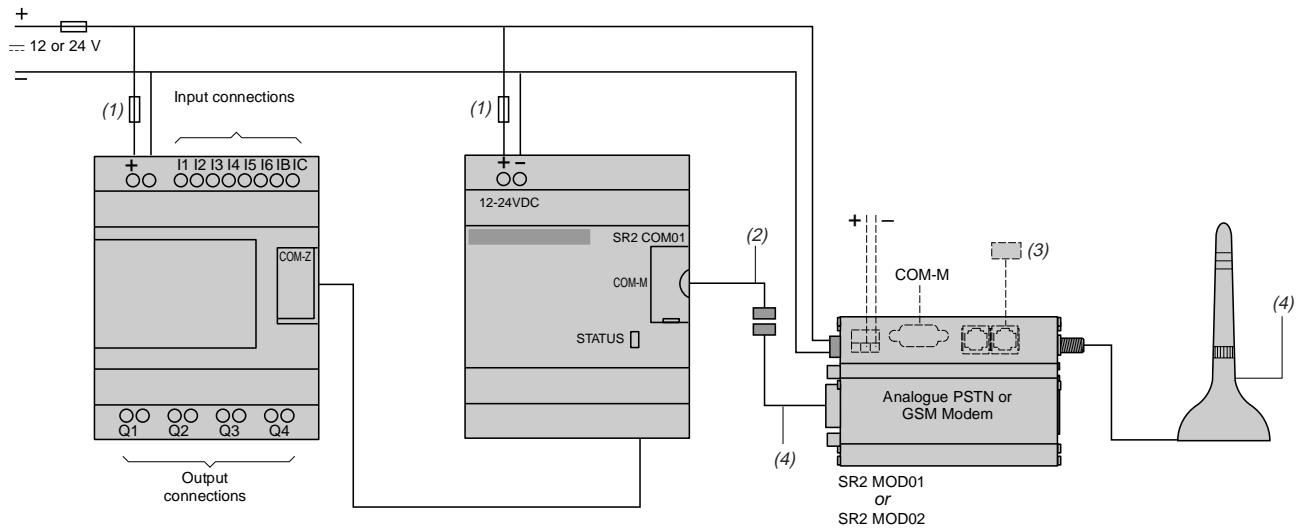 +
12 or 24 V
–
(1)
Input connections
(1)
+
I1 I2 I3 I4 I5 I6 IB IC
COM-Z
Q1 Q2 Q3 Q4
Output
connections
+ –
12-24VDC
SR2 COM01
COM-M
STATUS
(2)
+ –
COM-M
(3)
(4)
Analogue PSTN or
GSM Modem
(4)
SR2 MOD01
or
SR2 MOD02